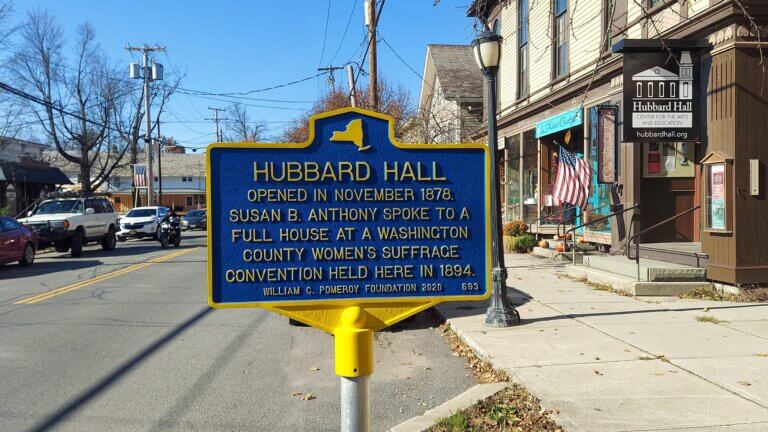 HUBBARD HALL
OPENED IN NOVEMBER 1878.
SUSAN B. ANTHONY SPOKE TO A
FULL HOUSE AT A WASHINGTON
COUNTY WOMEN'S SUFFRAGE
CONVENTION HELD HERE IN 1894.
WILLIAM G. POMEROY FOUNDATION 2020 693
Hubbard Hall
CENTER FOR THE ARTS
AND EDUCATION
hubbardhall.org